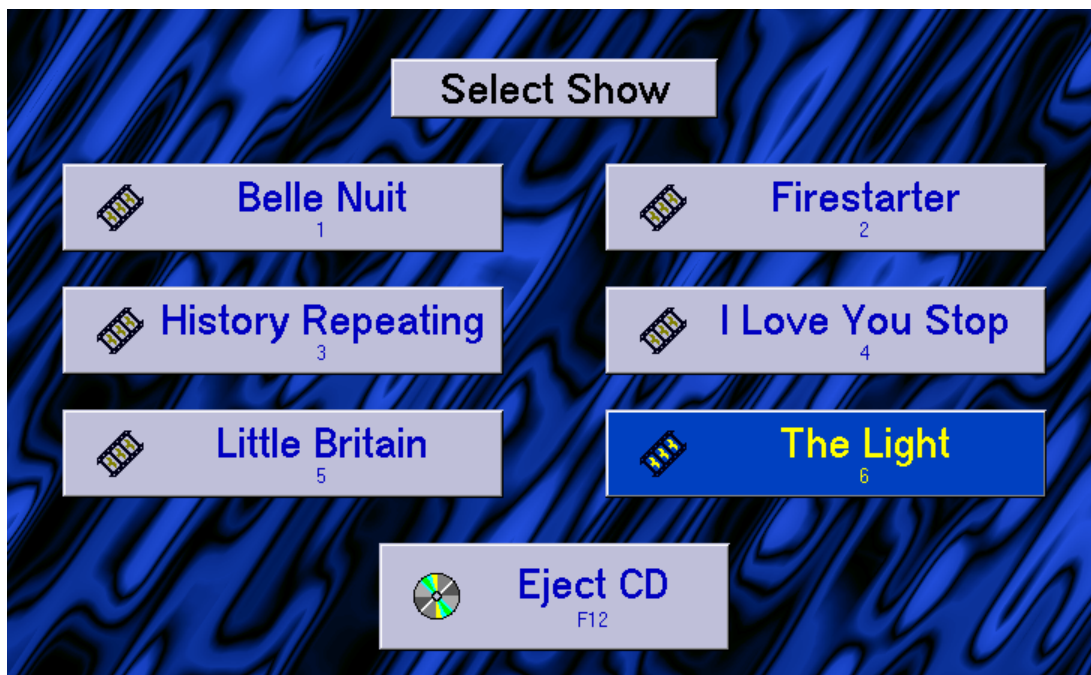 Select Show
Belle Nuit
1
Firestarter
2
History Repeating
3
I Love You Stop
4
Little Britain
5
The Light
6
Eject CD
F12